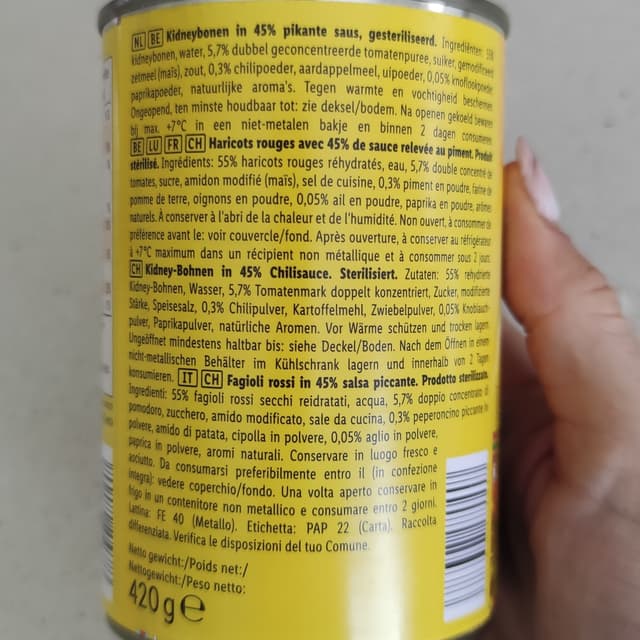 NL BE Kidneybonen in 45% pikante saus, gesteriliseerd. Ingrediënten: 55%
kidneybonen, water, 5,7% dubbel geconcentreerde tomatenpuree, suiker, gemodificeerd
zetmeel (maïs), zout, 0,3% chilipoeder, aardappelmeel, uipoeder, 0,05% knoflookpoeder,
paprikapoeder, natuurlijke aroma's. Tegen warmte en vochtigheid beschermen.
Ongeopend, ten minste houdbaar tot: zie deksel/bodem. Na openen gekoeld bewaren
bij max. +7°C in een niet-metalen bakje en binnen 2 dagen consumeren.
BE LU FR CH Haricots rouges avec 45% de sauce relevée au piment. Produit
stérilisé. Ingrédients: 55% haricots rouges réhydratés, eau, 5,7% double concentré de
tomates, sucre, amidon modifié (maïs), sel de cuisine, 0,3% piment en poudre, farine de
pomme de terre, oignons en poudre, 0,05% ail en poudre, paprika en poudre, arômes
naturels. À conserver à l'abri de la chaleur et de l'humidité. Non ouvert, à consommer de
préférence avant le: voir couvercle/fond. Après ouverture, à conserver au réfrigérateur
à +7°C maximum dans un récipient non métallique et à consommer sous 2 jours.
CH Kidney-Bohnen in 45% Chilisauce. Sterilisiert. Zutaten: 55% rehydrierte
Kidney-Bohnen, Wasser, 5,7% Tomatenmark doppelt konzentriert, Zucker, modifizierte
Stärke, Speisesalz, 0,3% Chilipulver, Kartoffelmehl, Zwiebelpulver, 0,05% Knoblauch-
pulver, Paprikapulver, natürliche Aromen. Vor Wärme schützen und trocken lagern.
Ungeöffnet mindestens haltbar bis: siehe Deckel/Boden. Nach dem Öffnen in einem
nicht-metallischen Behälter im Kühlschrank lagern und innerhalb von 2 Tagen
konsumieren. IT CH Fagioli rossi in 45% salsa piccante. Prodotto sterilizzato.
Ingredienti: 55% fagioli rossi secchi reidratati, acqua, 5,7% doppio concentrato di
pomodoro, zucchero, amido modificato, sale da cucina, 0,3% peperoncino piccante in
polvere, amido di patata, cipolla in polvere, 0,05% aglio in polvere,
paprica in polvere, aromi naturali. Conservare in luogo fresco e
asciutto. Da consumarsi preferibilmente entro il (in confezione
integra): vedere coperchio/fondo. Una volta aperto conservare in
frigo in un contenitore non metallico e consumare entro 2 giorni.
Lattina: FE 40 (Metallo). Etichetta: PAP 22 (Carta). Raccolta
differenziata. Verifica le disposizioni del tuo Comune.
Netto gewicht:/Poids net:/
Nettogewicht:/Peso netto:
420 g e